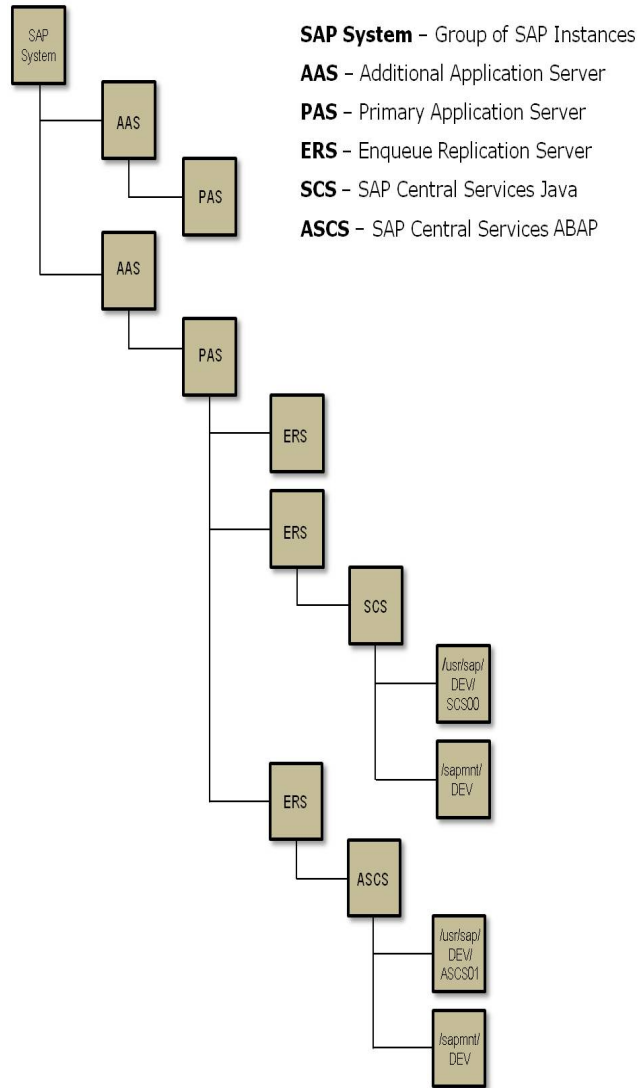 SAP
System
SAP System – Group of SAP Instances
AAS – Additional Application Server
PAS – Primary Application Server
ERS – Enqueue Replication Server
SCS – SAP Central Services Java
ASCS – SAP Central Services ABAP
AAS
PAS
AAS
PAS
ERS
ERS
SCS
/usr/sap/
DEV/
SCS00
/sapmnt/
DEV
ERS
ASCS
/usr/sap/
DEV/
ASCS01
/sapmnt/
DEV